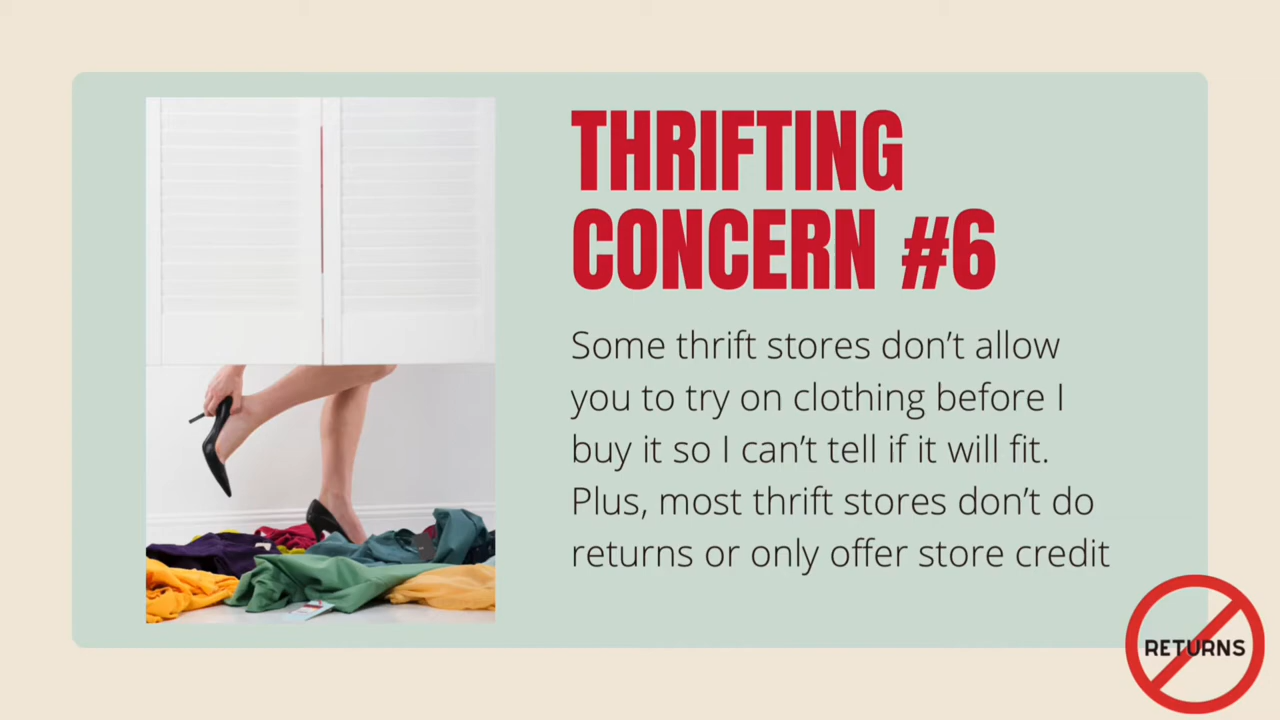 THRIFTING
CONCERN #6
Some thrift stores don’t allow
you to try on clothing before I
buy it so I can’t tell if it will fit.
Plus, most thrift stores don’t do
returns or only offer store credit
RETURNS